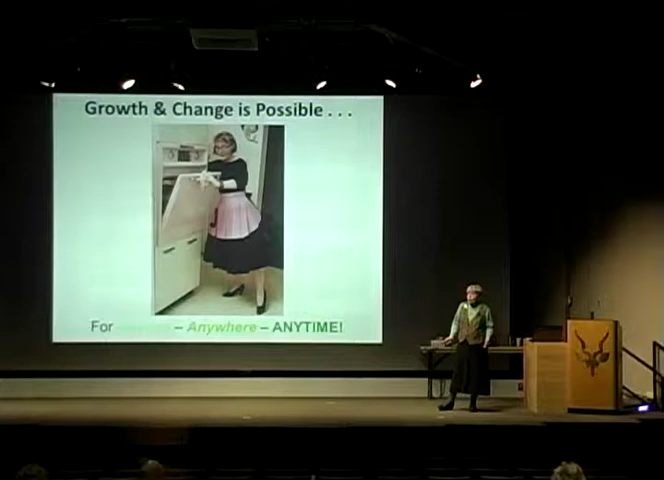 Growth & Change is Possible . . .
For – Anywhere – ANYTIME!